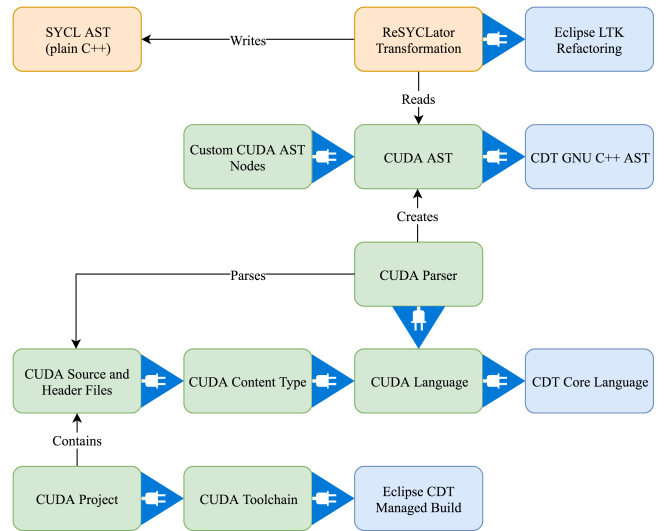 SYCL AST
(plain C++)
Writes
ReSYCLator
Transformation
Eclipse LTK
Refactoring
Reads
Custom CUDA AST
Nodes
CUDA AST
CDT GNU C++ AST
Creates
Parses
CUDA Parser
CUDA Source and
Header Files
CUDA Content Type
CUDA Language
CDT Core Language
Contains
CUDA Project
CUDA Toolchain
Eclipse CDT
Managed Build